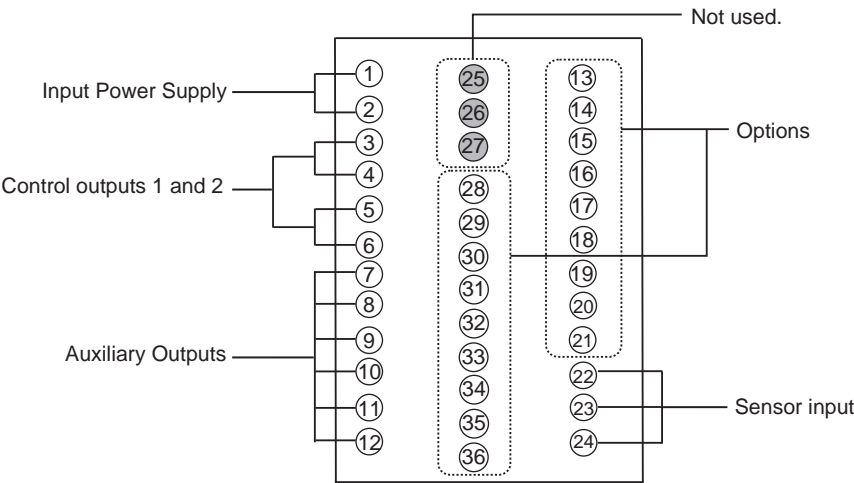 Not used.
1 25 13
Input Power Supply
2 26 14
Options
3 27 15
4 28 16
Control outputs 1 and 2
5 29 17
6 30 18
7 31 19
8 32 20
9 33 21
Auxiliary Outputs
10 34 22
11 35 23
Sensor input
12 36 24